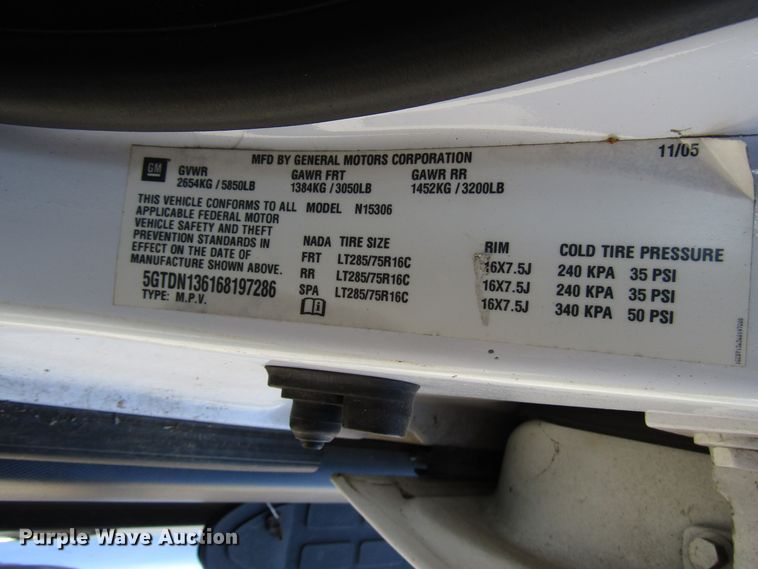 MFD BY GENERAL MOTORS CORPORATION 11/05
GM
GVWR GAWR FRT GAWR RR
2654KG / 5850LB 1384KG / 3050LB 1452KG / 3200LB
THIS VEHICLE CONFORMS TO ALL MODEL N15306
APPLICABLE FEDERAL MOTOR
VEHICLE SAFETY AND THEFT
PREVENTION STANDARDS IN
EFFECT ON THE DATE OF
MANUFACTURE SHOWN ABOVE.
5GTDN136168197286
TYPE: M.P.V.
NADA TIRE SIZE RIM COLD TIRE PRESSURE
FRT LT285/75R16C 16X7.5J 240 KPA 35 PSI
RR LT285/75R16C 16X7.5J 240 KPA 35 PSI
SPA LT285/75R16C 16X7.5J 340 KPA 50 PSI
Purple Wave Auction